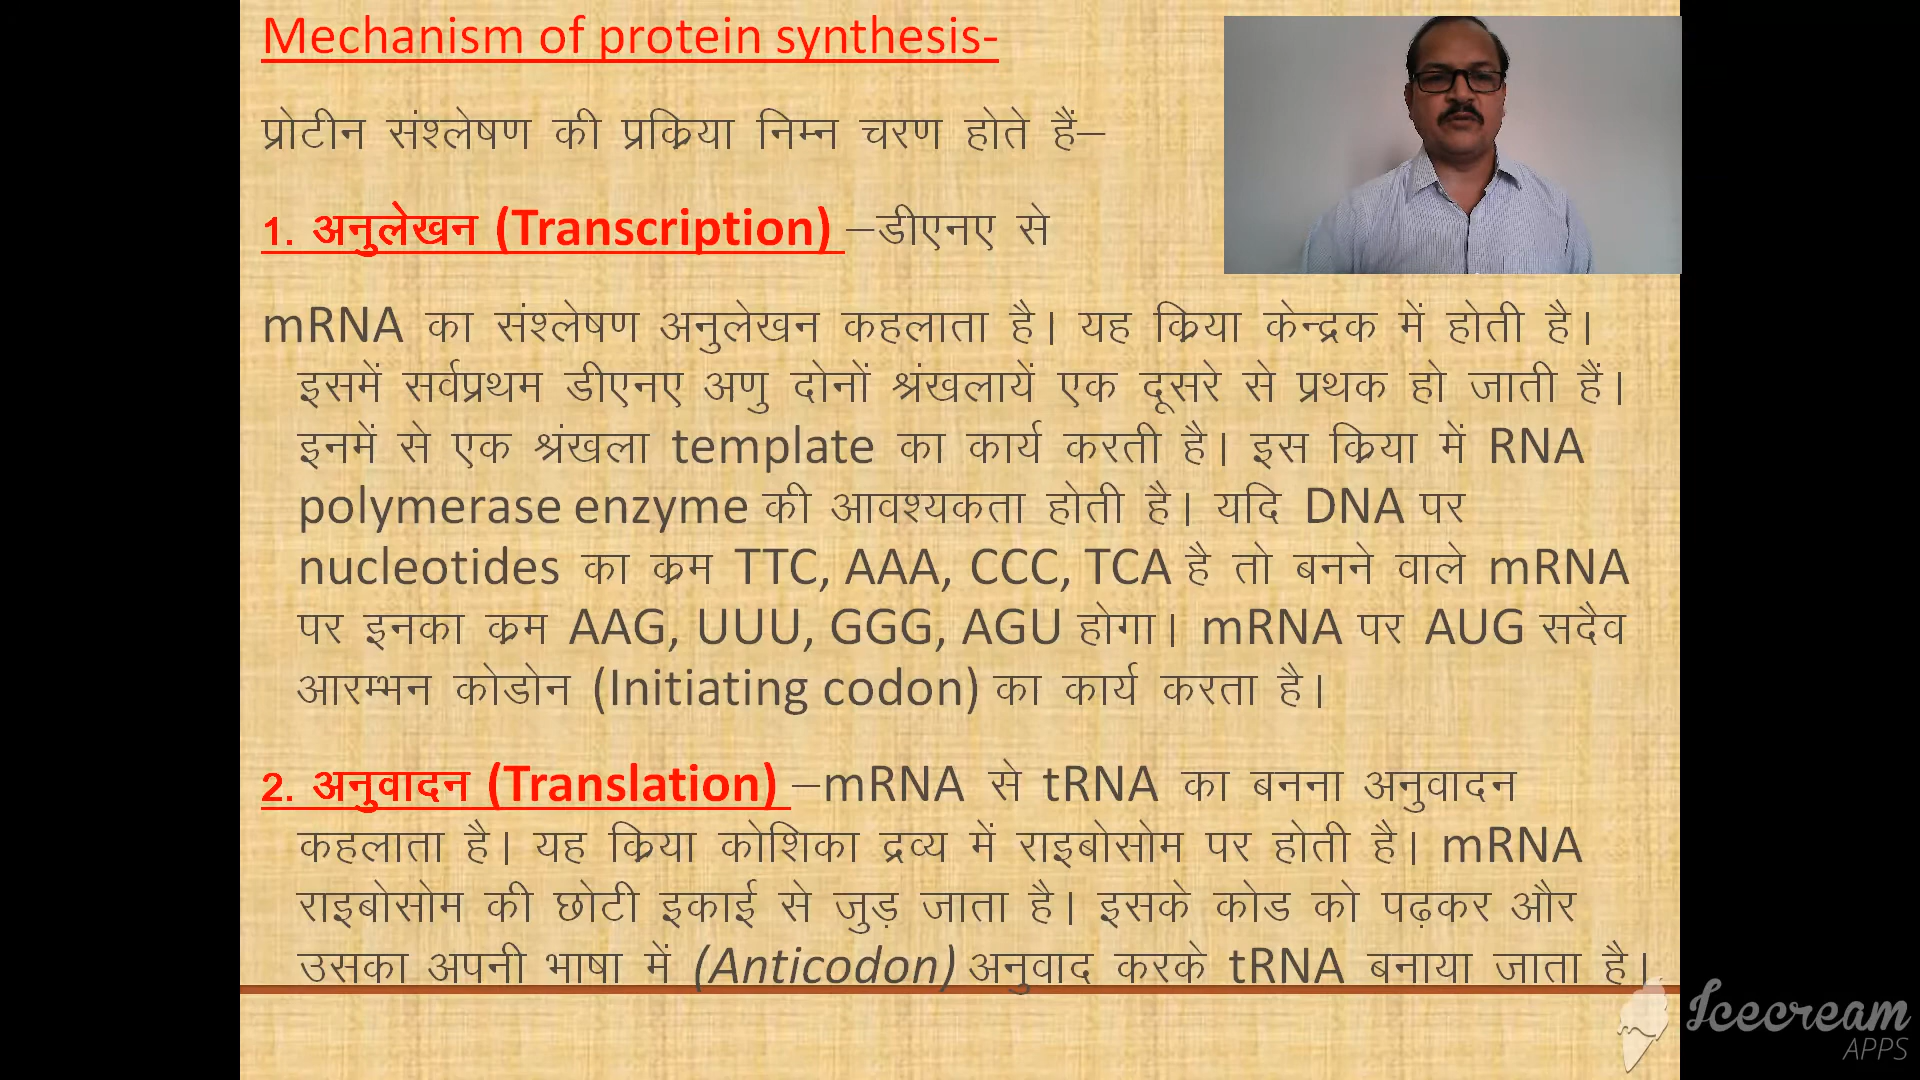 Mechanism of protein synthesis-
प्रोटीन संश्लेषण की प्रक्रिया निम्न चरण होते हैं–
1. अनुलेखन (Transcription) –डीएनए से
mRNA का संश्लेषण अनुलेखन कहलाता है। यह क्रिया केन्द्रक में होती है।
इसमें सर्वप्रथम डीएनए अणु दोनों श्रंखलायें एक दूसरे से प्रथक हो जाती हैं।
इनमें से एक श्रंखला template का कार्य करती है। इस क्रिया में RNA
polymerase enzyme की आवश्यकता होती है। यदि DNA पर
nucleotides का क्रम TTC, AAA, CCC, TCA है तो बनने वाले mRNA
पर इनका क्रम AAG, UUU, GGG, AGU होगा। mRNA पर AUG सदैव
आरम्भन कोडोन (Initiating codon) का कार्य करता है।
2. अनुवादन (Translation) –mRNA से tRNA का बनना अनुवादन
कहलाता है। यह क्रिया कोशिका द्रव्य में राइबोसोम पर होती है। mRNA
राइबोसोम की छोटी इकाई से जुड़ जाता है। इसके कोड को पढ़कर और
उसका अपनी भाषा में (Anticodon) अनुवाद करके tRNA बनाया जाता है।
Icecream
APPS